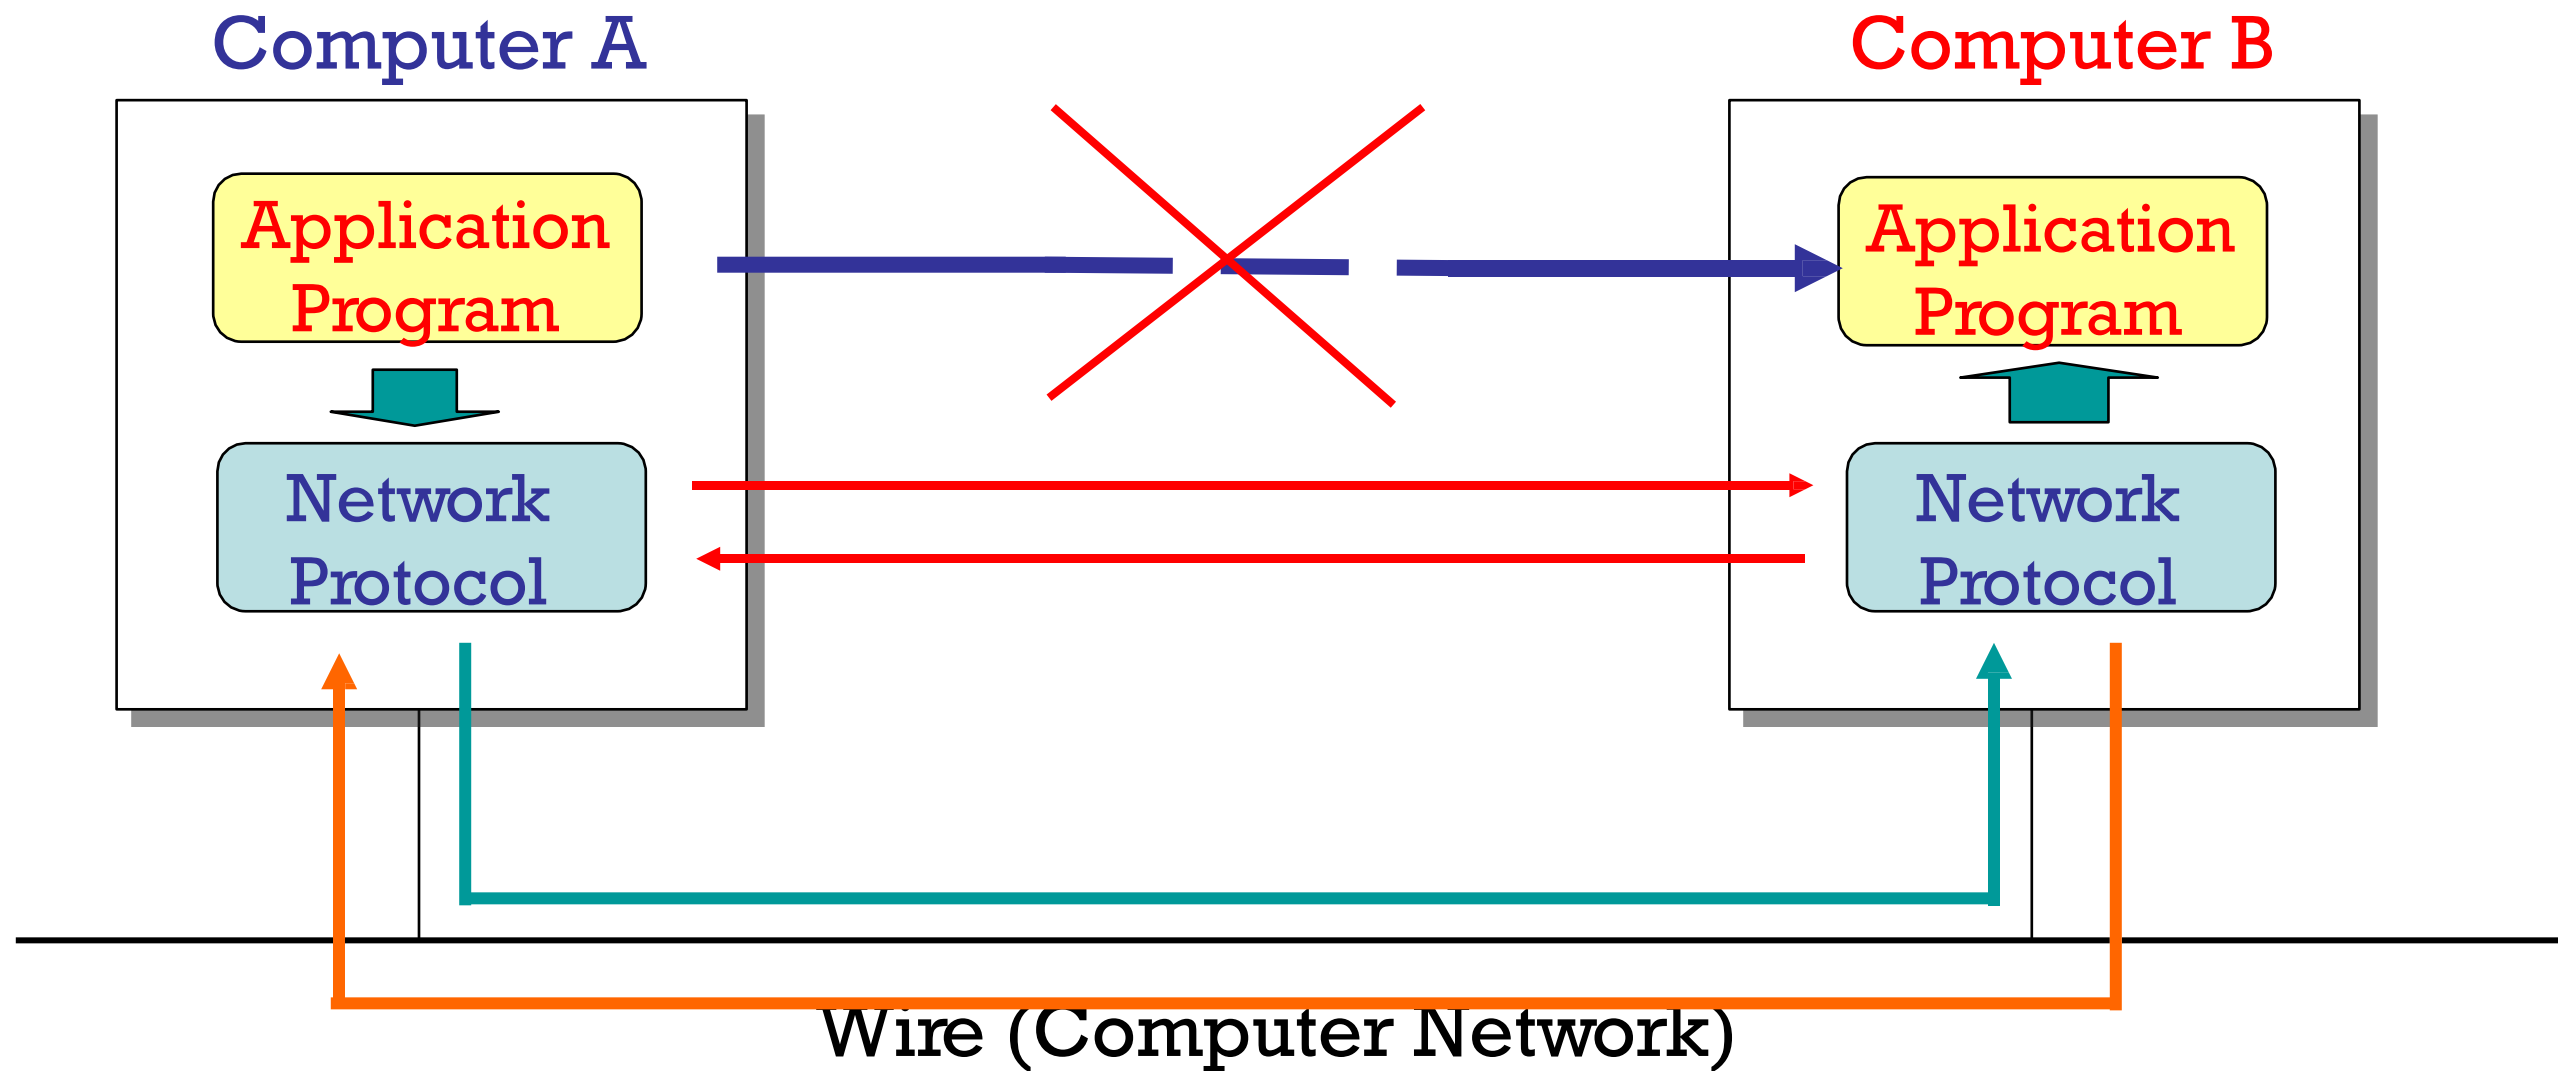 Computer A
Computer B
Application
Program
Application
Program
Network
Protocol
Network
Protocol
Wire (Computer Network)